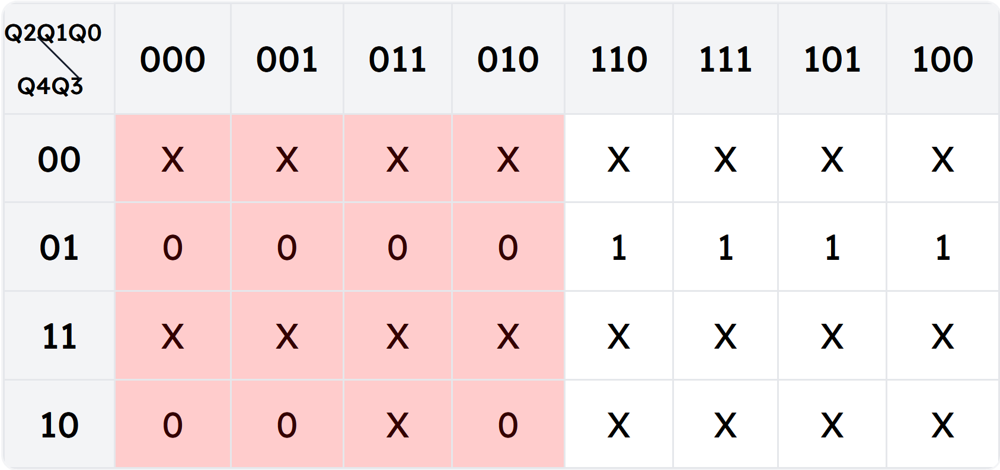 Q2Q1Q0
Q4Q3
000 001 011 010 110 111 101 100
00 X X X X X X X X
01 0 0 0 0 1 1 1 1
11 X X X X X X X X
10 0 0 X 0 X X X X